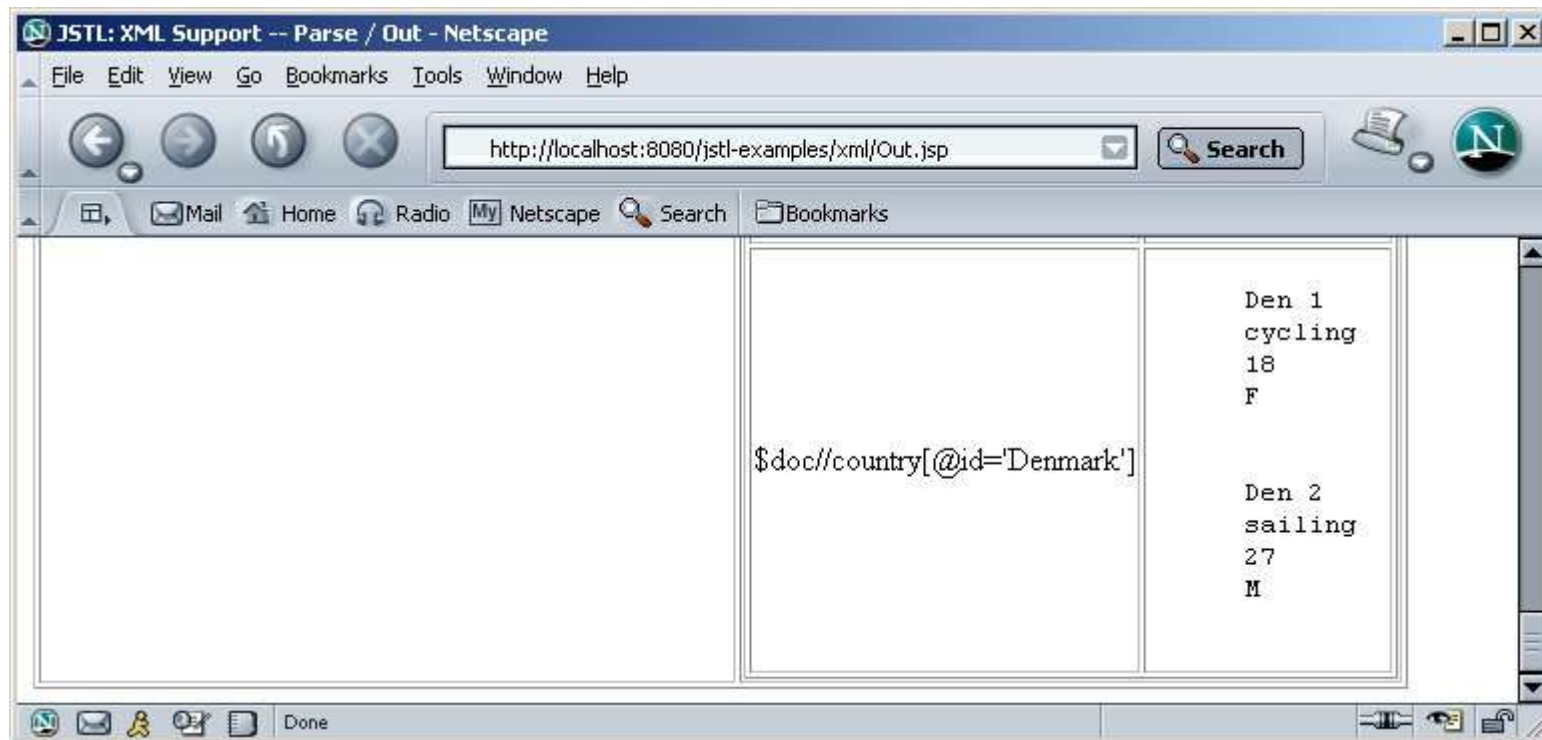 JSTL: XML Support -- Parse / Out - Netscape
File Edit View Go Bookmarks Tools Window Help
http://localhost:8080/jstl-examples/xml/Out.jsp
Search
N
Mail Home Radio My Netscape Search Bookmarks
Den 1
cycling
18
F
$doc//country[@id='Denmark']
Den 2
sailing
27
M
Done